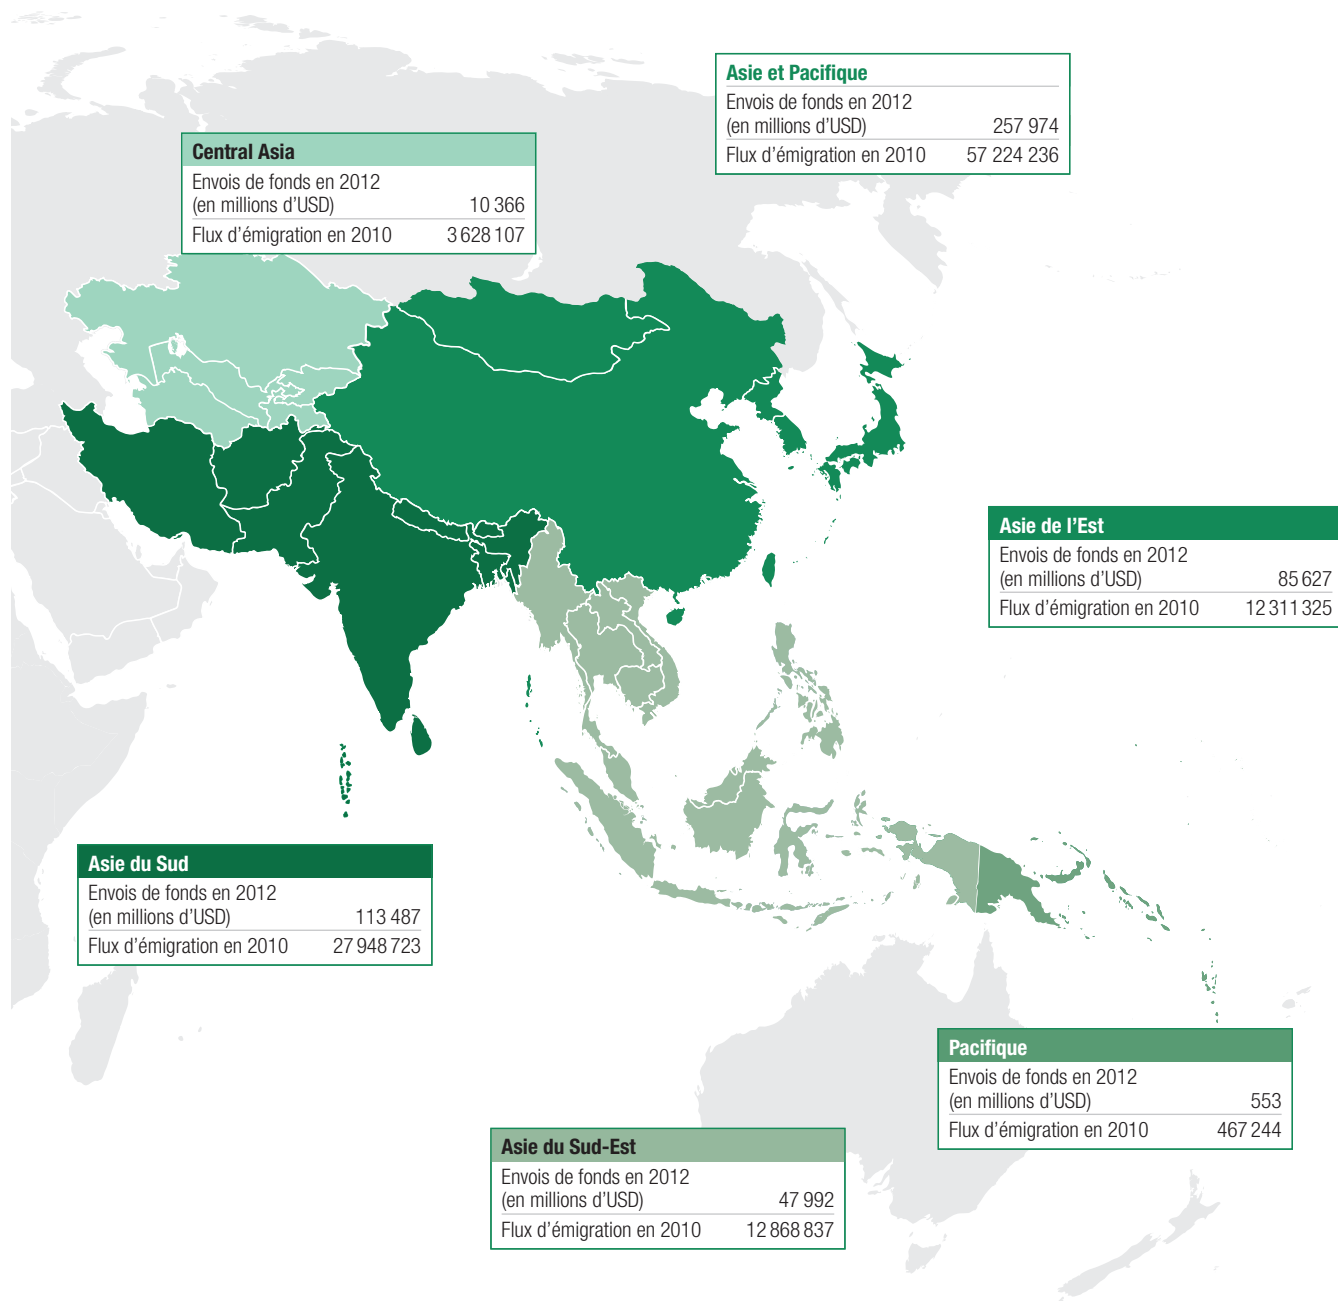 Asie et Pacifique
Envois de fonds en 2012
(en millions d’USD) 257 974
Flux d’émigration en 2010 57 224 236
Central Asia
Envois de fonds en 2012
(en millions d’USD) 10 366
Flux d’émigration en 2010 3 628 107
Asie de l’Est
Envois de fonds en 2012
(en millions d’USD) 85 627
Flux d’émigration en 2010 12 311 325
Asie du Sud
Envois de fonds en 2012
(en millions d’USD) 113 487
Flux d’émigration en 2010 27 948 723
Pacifique
Envois de fonds en 2012
(en millions d’USD) 553
Flux d’émigration en 2010 467 244
Asie du Sud-Est
Envois de fonds en 2012
(en millions d’USD) 47 992
Flux d’émigration en 2010 12 868 837